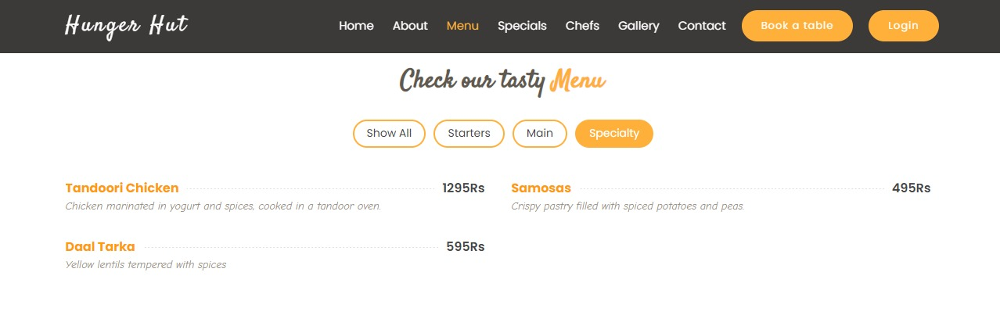 Hunger Hut
Home About Menu Specials Chefs Gallery Contact Book a table Login
Check our tasty Menu
Show All Starters Main Specialty
Tandoori Chicken 1295Rs
Chicken marinated in yogurt and spices, cooked in a tandoor oven.
Samosas 495Rs
Crispy pastry filled with spiced potatoes and peas.
Daal Tarka 595Rs
Yellow lentils tempered with spices